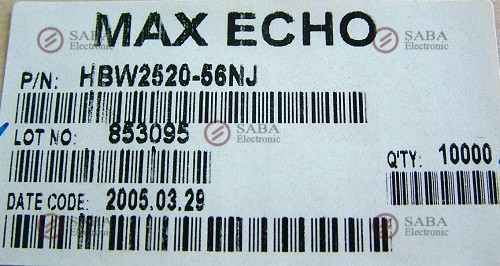 MAX ECHO
P/N: HBW2520-56NJ
LOT NO: 853095
Q'TY: 10000
DATE CODE: 2005.03.29
SABA
Electronic
SABA
Electronic
SABA
Electronic
SABA
Electronic
SABA
Electronic